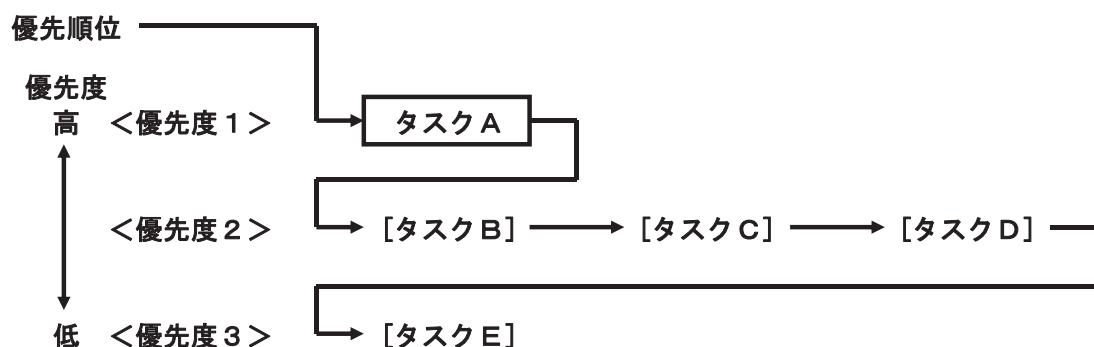 優先順位
優先度
高 <優先度1> タスクA
<優先度2> [タスクB] [タスクC] [タスクD]
低 <優先度3> [タスクE]